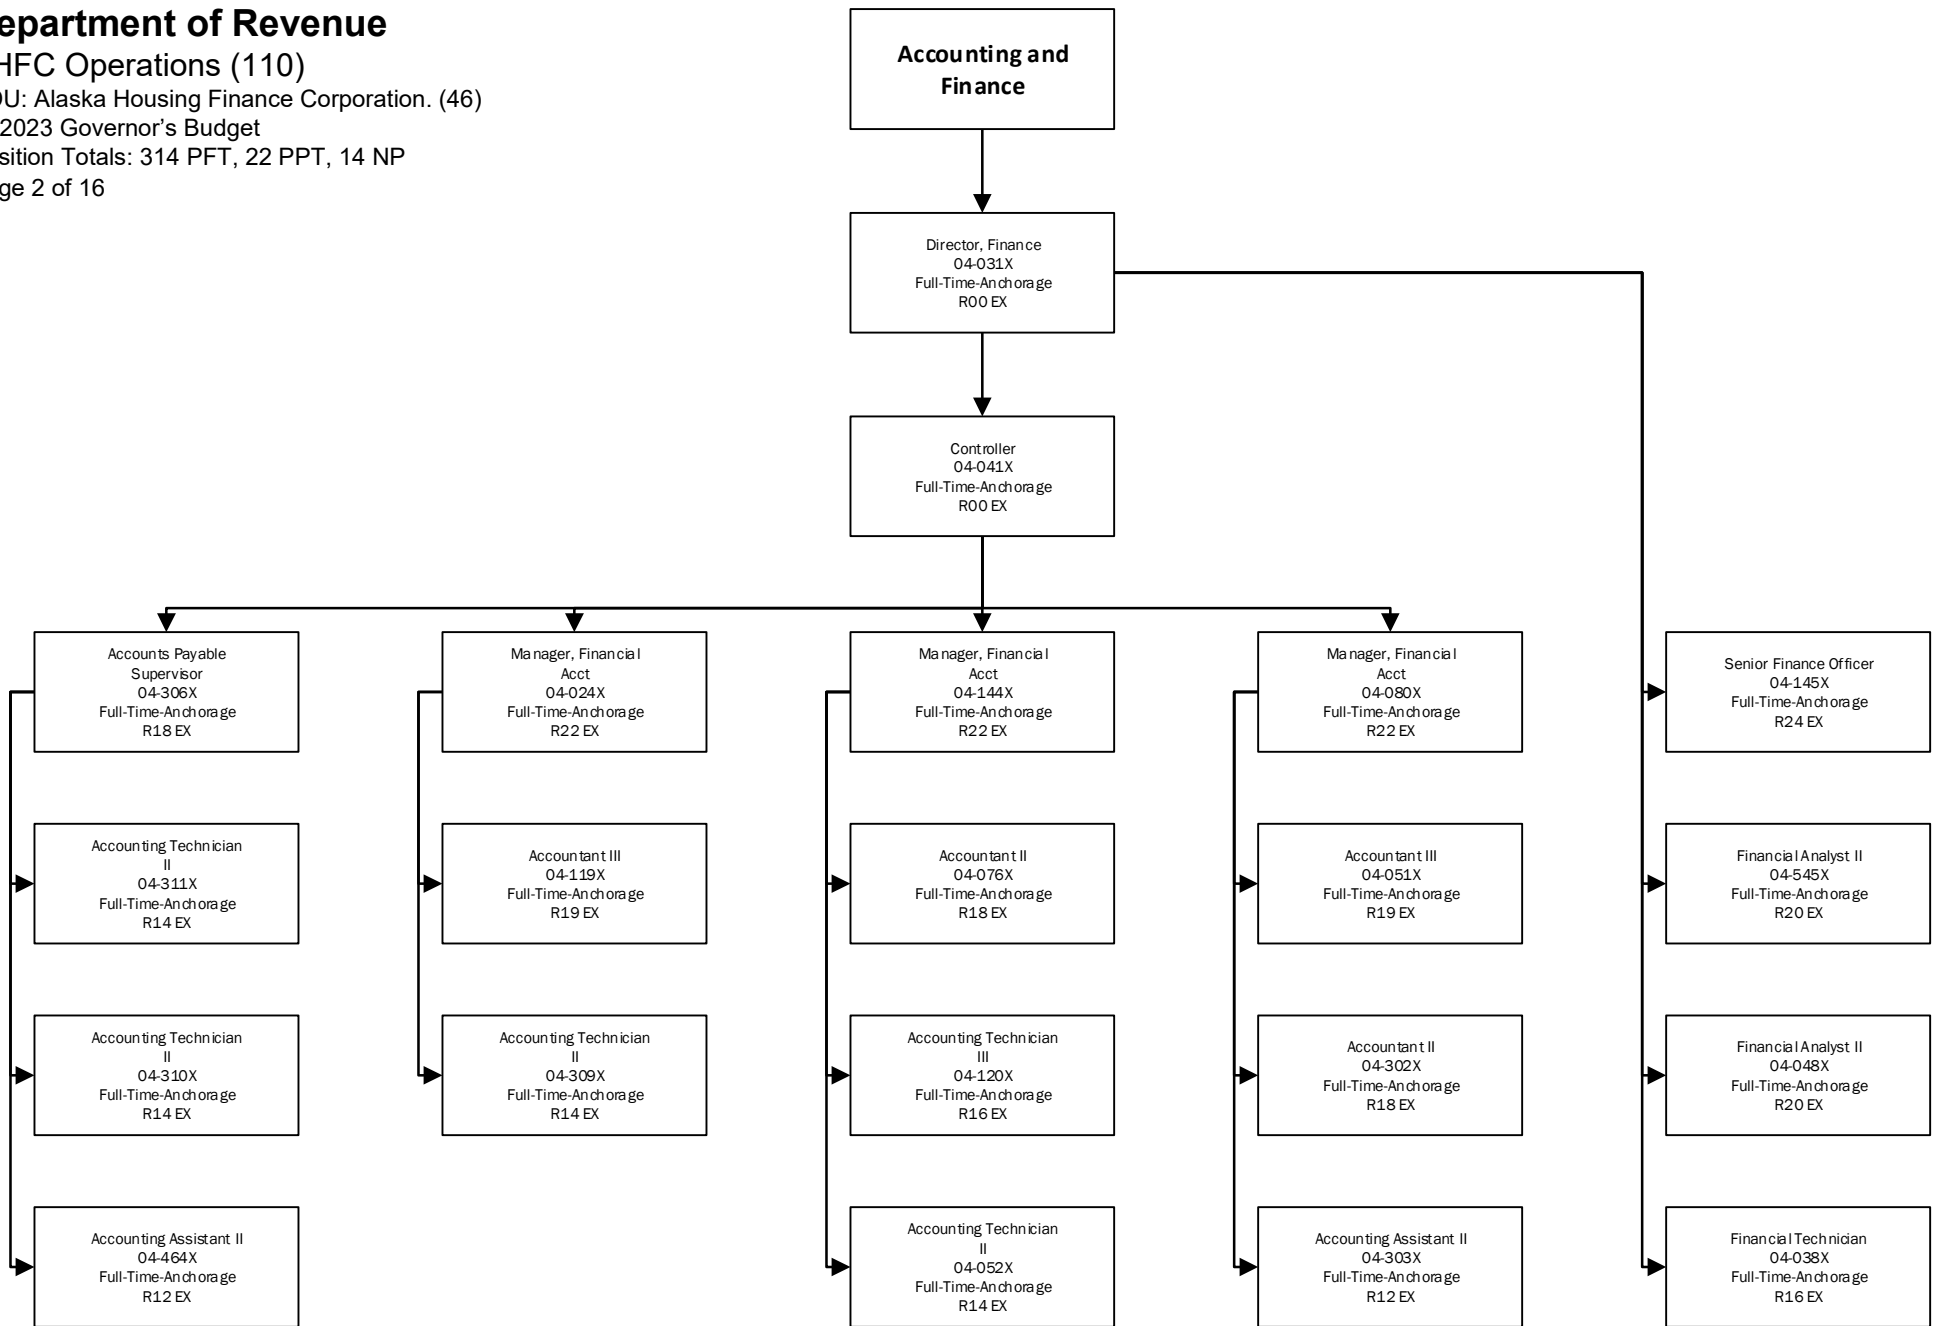 epartment of Revenue
HFC Operations (110)
DU: Alaska Housing Finance Corporation. (46)
2023 Governor's Budget
sition Totals: 314 PFT, 22 PPT, 14 NP
ge 2 of 16
Accounting and
Finance
Director, Finance
04-031X
Full-Time-Anchorage
R00 EX
Controller
04-041X
Full-Time-Anchorage
R00 EX
Accounts Payable
Supervisor
04-306X
Full-Time-Anchorage
R18 EX
Manager, Financial
Acct
04-024X
Full-Time-Anchorage
R22 EX
Manager, Financial
Acct
04-144X
Full-Time-Anchorage
R22 EX
Manager, Financial
Acct
04-080X
Full-Time-Anchorage
R22 EX
Senior Finance Officer
04-145X
Full-Time-Anchorage
R24 EX
Accounting Technician
II
04-311X
Full-Time-Anchorage
R14 EX
Accountant III
04-119X
Full-Time-Anchorage
R19 EX
Accountant II
04-076X
Full-Time-Anchorage
R18 EX
Accountant III
04-051X
Full-Time-Anchorage
R19 EX
Financial Analyst II
04-545X
Full-Time-Anchorage
R20 EX
Accounting Technician
II
04-310X
Full-Time-Anchorage
R14 EX
Accounting Technician
II
04-309X
Full-Time-Anchorage
R14 EX
Accounting Technician
III
04-120X
Full-Time-Anchorage
R16 EX
Accountant II
04-302X
Full-Time-Anchorage
R18 EX
Financial Analyst II
04-048X
Full-Time-Anchorage
R20 EX
Accounting Assistant II
04-464X
Full-Time-Anchorage
R12 EX
Accounting Technician
II
04-052X
Full-Time-Anchorage
R14 EX
Accounting Assistant II
04-303X
Full-Time-Anchorage
R12 EX
Financial Technician
04-038X
Full-Time-Anchorage
R16 EX